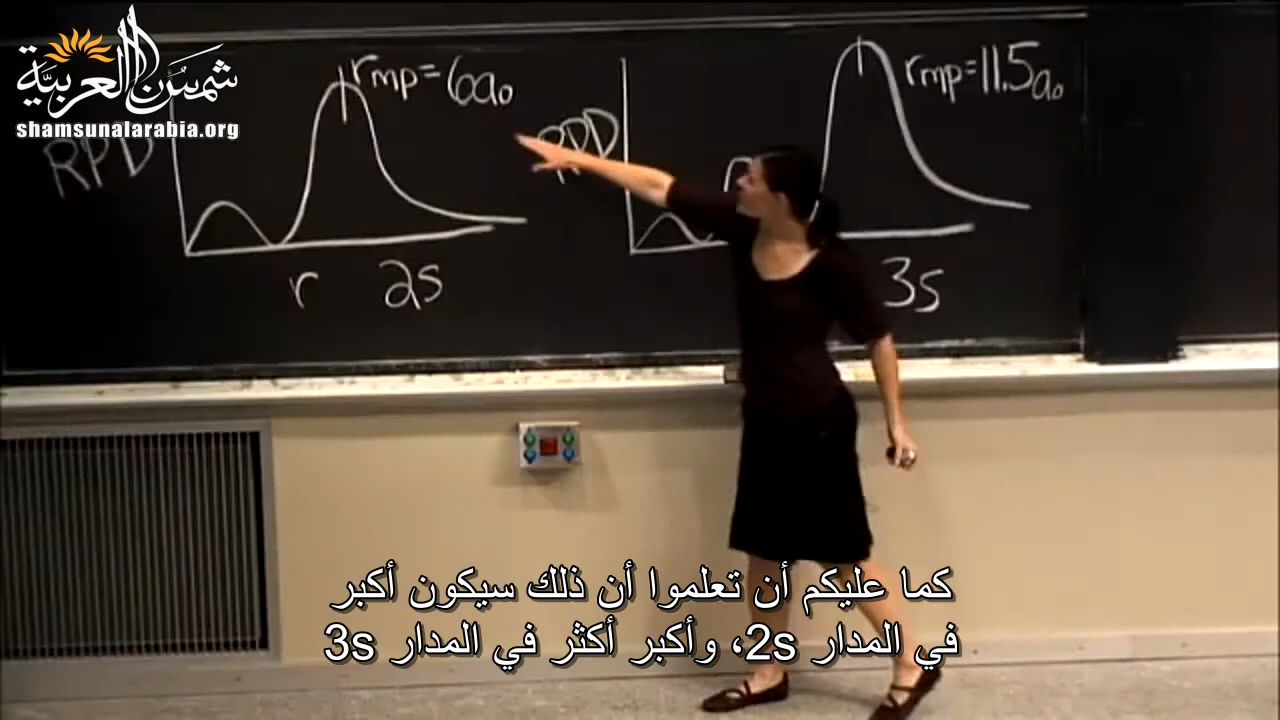 شمس العربية
shamsunalarabia.org
RPD
rmp=6a₀
r
2s
RPD
rmp=11.5a₀
3s
كما عليكم أن تعلموا أن ذلك سيكون أكبر
في المدار 2s، وأكبر أكثر في المدار 3s